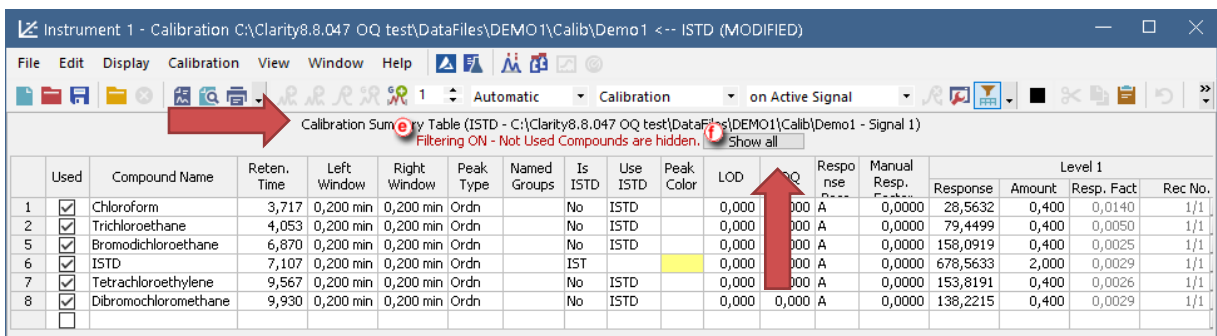 Instrument 1 - Calibration C:\Clarity8.8.047 OQ test\DataFiles\DEMO1\Calib\Demo1 <-- ISTD (MODIFIED)
File Edit Display Calibration View Window Help
1 Automatic Calibration on Active Signal
Calibration Summary Table (ISTD - C:\Clarity8.8.047 OQ test\DataFiles\DEMO1\Calib\Demo1 - Signal 1)
e f
Filtering ON - Not Used Compounds are hidden. Show all
Used Compound Name Reten. Time Left Window Right Window Peak Type Named Groups Is ISTD Use ISTD Peak Color LOD Respo nse Manual Resp. Level 1
Response Amount Resp. Fact Rec No.
1 Chloroform 3,717 0,200 min 0,200 min Ordn No ISTD 0,000 000 A 0,0000 28,5632 0,400 0,0140 1/1
2 Trichloroethane 4,053 0,200 min 0,200 min Ordn No ISTD 0,000 000 A 0,0000 79,4499 0,400 0,0050 1/1
5 Bromodichloroethane 6,870 0,200 min 0,200 min Ordn No ISTD 0,000 000 A 0,0000 158,0919 0,400 0,0025 1/1
6 ISTD 7,107 0,200 min 0,200 min Ordn IST 0,000 000 A 0,0000 678,5633 2,000 0,0029 1/1
7 Tetrachloroethylene 9,567 0,200 min 0,200 min Ordn No ISTD 0,000 000 A 0,0000 153,8191 0,400 0,0026 1/1
8 Dibromochloromethane 9,930 0,200 min 0,200 min Ordn No ISTD 0,000 0,000 A 0,0000 138,2215 0,400 0,0029 1/1